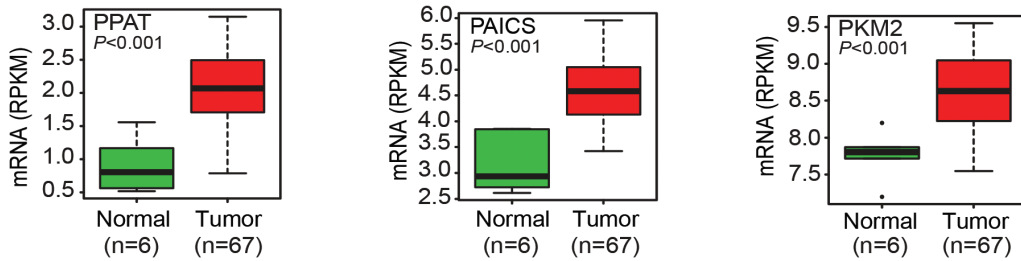 PPAT
P<0.001
mRNA (RPKM)
3.0
2.5
2.0
1.5
1.0
0.5
Normal
(n=6)
Tumor
(n=67)
PAICS
P<0.001
mRNA (RPKM)
6.0
5.5
5.0
4.5
4.0
3.5
3.0
2.5
Normal
(n=6)
Tumor
(n=67)
PKM2
P<0.001
mRNA (RPKM)
9.5
9.0
8.5
8.0
7.5
Normal
(n=6)
Tumor
(n=67)